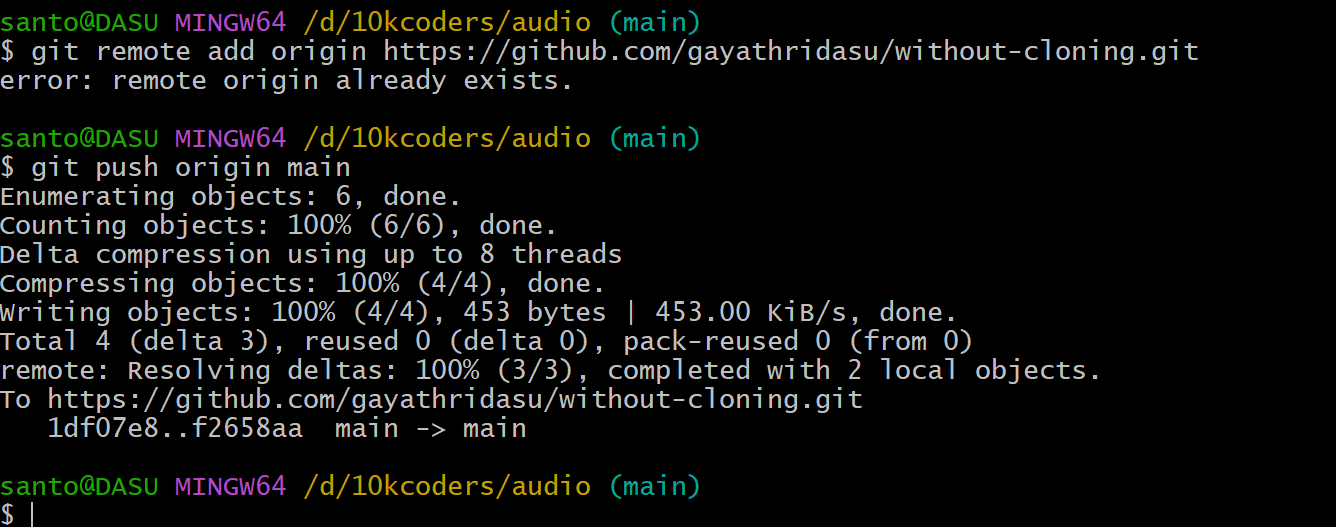 santo@DASU MINGW64 /d/10kcoders/audio (main)
$ git remote add origin https://github.com/gayathridasu/without-cloning.git
error: remote origin already exists.
santo@DASU MINGW64 /d/10kcoders/audio (main)
$ git push origin main
Enumerating objects: 6, done.
Counting objects: 100% (6/6), done.
Delta compression using up to 8 threads
Compressing objects: 100% (4/4), done.
Writing objects: 100% (4/4), 453 bytes | 453.00 KiB/s, done.
Total 4 (delta 3), reused 0 (delta 0), pack-reused 0 (from 0)
remote: Resolving deltas: 100% (3/3), completed with 2 local objects.
To https://github.com/gayathridasu/without-cloning.git
   1df07e8..f2658aa  main -> main
santo@DASU MINGW64 /d/10kcoders/audio (main)
$